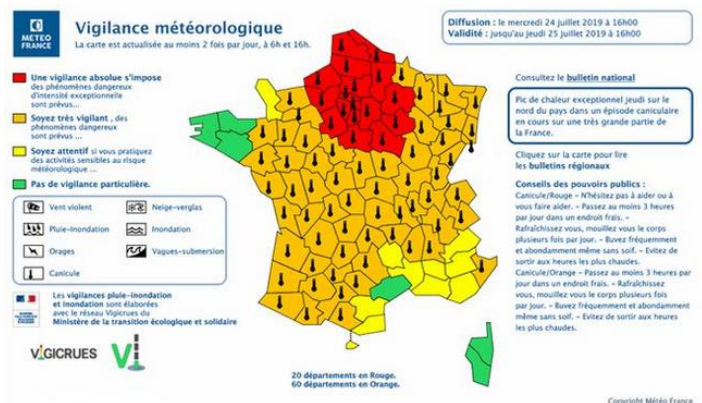 METEO
FRANCE
Vigilance météorologique
La carte est actualisée au moins 2 fois par jour, à 6h et 16h.
Diffusion : le mercredi 24 juillet 2019 à 16h00
Validité : jusqu'au jeudi 25 juillet 2019 à 16h00
Une vigilance absolue s'impose
des phénomènes dangereux
d'intensité exceptionnelle
sont prévus...
Soyez très vigilant , des
phénomènes dangereux
sont prévus ...
Soyez attentif si vous pratiquez
des activités sensibles au risque
météorologique ...
Pas de vigilance particulière.
Vent violent
Neige-verglas
Pluie-Inondation
Inondation
Orages
Vagues-submersion
Canicule
Les vigilances pluie-inondation
et inondation sont élaborées
avec le réseau Vigicrues du
Ministère de la transition écologique et solidaire
VIGICRUES
20 départements en Rouge.
60 départements en Orange.
Consultez le bulletin national
Pic de chaleur exceptionnel jeudi sur le
nord du pays dans un épisode caniculaire
en cours sur une très grande partie de
la France.
Cliquez sur la carte pour lire
les bulletins régionaux
Conseils des pouvoirs publics :
Canicule/Rouge - N'hésitez pas à aider ou à
vous faire aider. - Passez au moins 3 heures
par jour dans un endroit frais. -
Rafraîchissez vous, mouillez vous le corps
plusieurs fois par jour. - Buvez fréquemment
et abondamment même sans soif. - Evitez de
sortir aux heures les plus chaudes.
Canicule/Orange - Passez au moins 3 heures par
jour dans un endroit frais. - Rafraîchissez
vous, mouillez vous le corps plusieurs fois
par jour. - Buvez fréquemment et abondamment
même sans soif. - Evitez de sortir aux heures
les plus chaudes.
Copyright Météo France